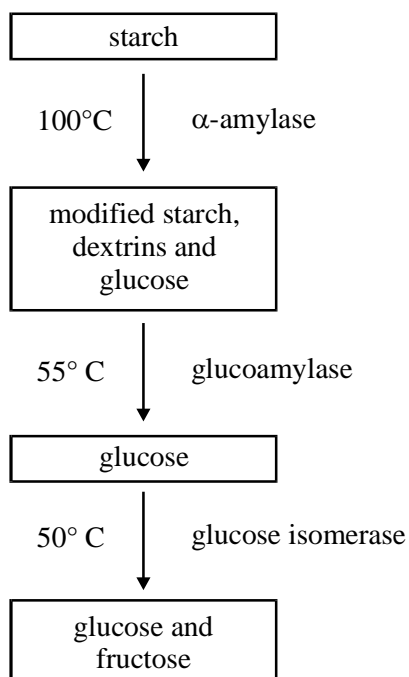 starch
100°C α-amylase
modified starch,
dextrins and
glucose
55° C glucoamylase
glucose
50° C glucose isomerase
glucose and
fructose